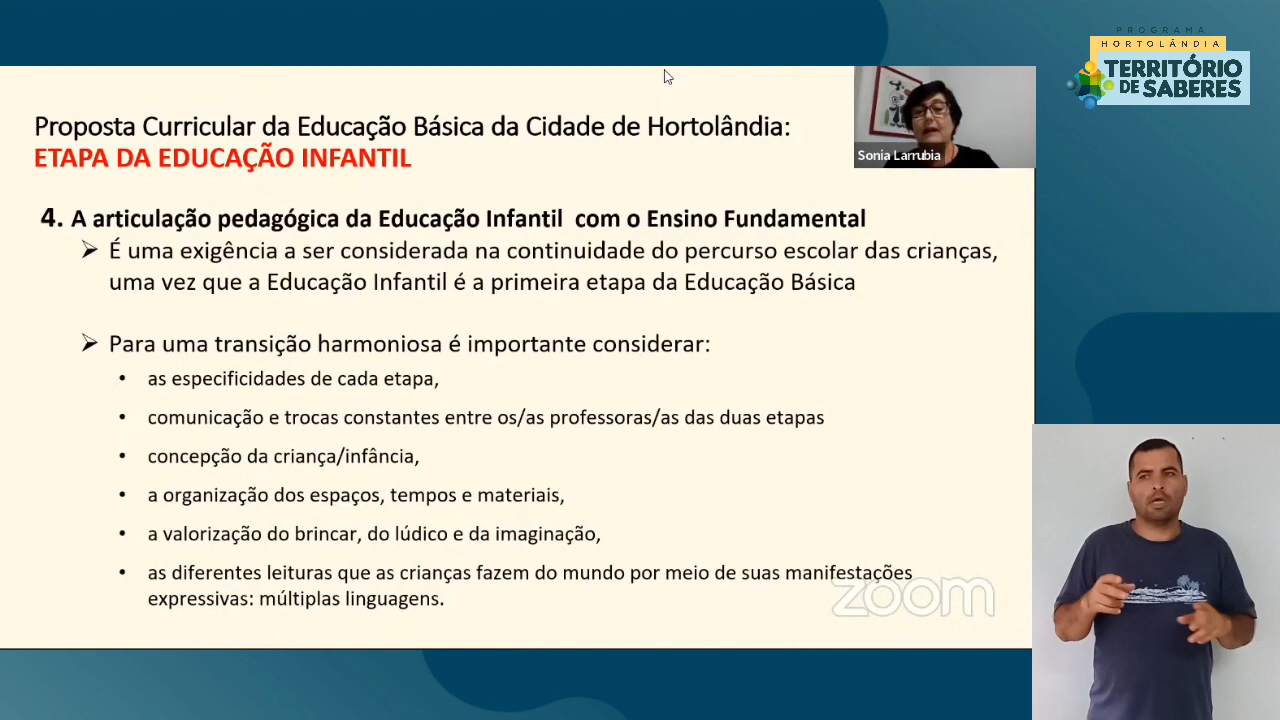 PROGRAMA
HORTOLÂNDIA
TERRITÓRIO
DE SABERES
Sonia Larrubia
Proposta Curricular da Educação Básica da Cidade de Hortolândia:
ETAPA DA EDUCAÇÃO INFANTIL
4. A articulação pedagógica da Educação Infantil com o Ensino Fundamental
É uma exigência a ser considerada na continuidade do percurso escolar das crianças,
uma vez que a Educação Infantil é a primeira etapa da Educação Básica
Para uma transição harmoniosa é importante considerar:
• as especificidades de cada etapa,
• comunicação e trocas constantes entre os/as professoras/as das duas etapas
• concepção da criança/infância,
• a organização dos espaços, tempos e materiais,
• a valorização do brincar, do lúdico e da imaginação,
• as diferentes leituras que as crianças fazem do mundo por meio de suas manifestações
expressivas: múltiplas linguagens.
zoom